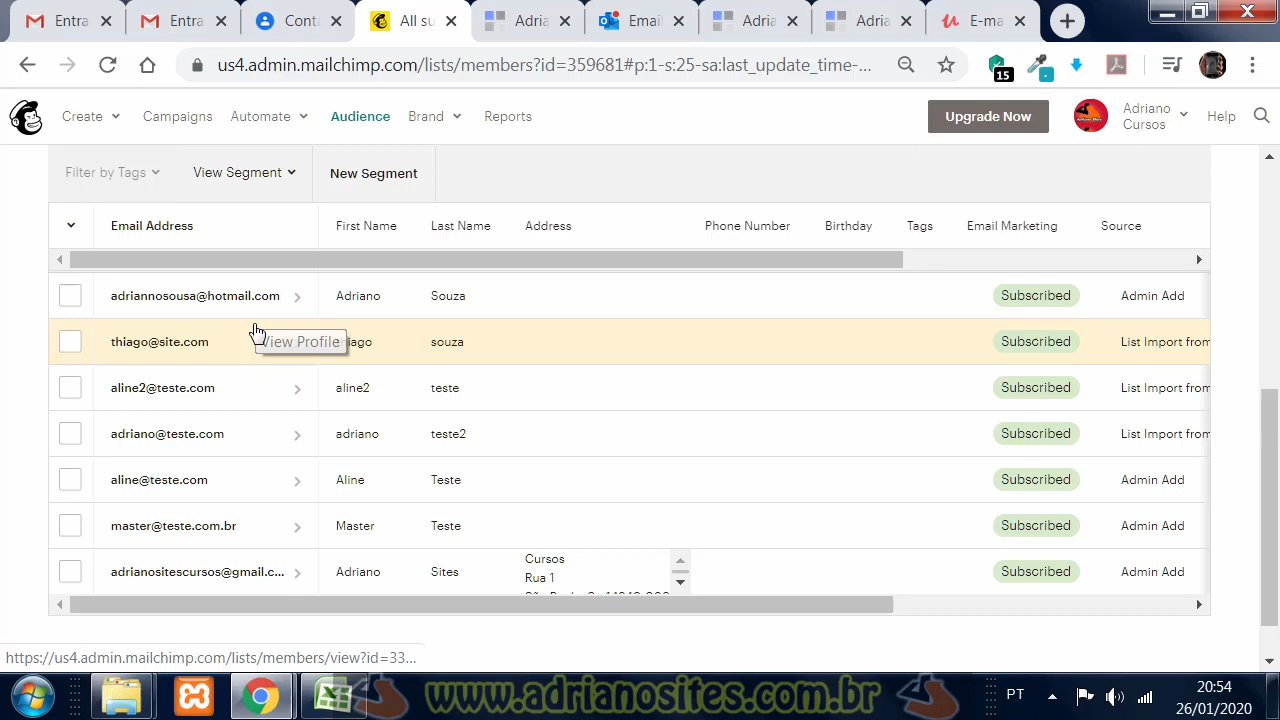 Entra
Entra
Conte
All su
Adria
Email
Adria
Adria
E-ma
us4.admin.mailchimp.com/lists/members?id=359681#p:1-s:25-sa:last_update_time-...
15
Create
Campaigns
Automate
Audience
Brand
Reports
Upgrade Now
Adriano
Cursos
Help
Filter by Tags
View Segment
New Segment
Email Address
First Name
Last Name
Address
Phone Number
Birthday
Tags
Email Marketing
Source
adriannosousa@hotmail.com
Adriano
Souza
Subscribed
Admin Add
thiago@site.com
View Profile
iago
souza
Subscribed
List Import from
aline2@teste.com
aline2
teste
Subscribed
List Import from
adriano@teste.com
adriano
teste2
Subscribed
List Import from
aline@teste.com
Aline
Teste
Subscribed
Admin Add
master@teste.com.br
Master
Teste
Subscribed
Admin Add
adrianositescursos@gmail.c...
Adriano
Sites
Cursos
Rua 1
Subscribed
Admin Add
https://us4.admin.mailchimp.com/lists/members/view?id=33...
www.adrianosites.com.br
PT
20:54
26/01/2020